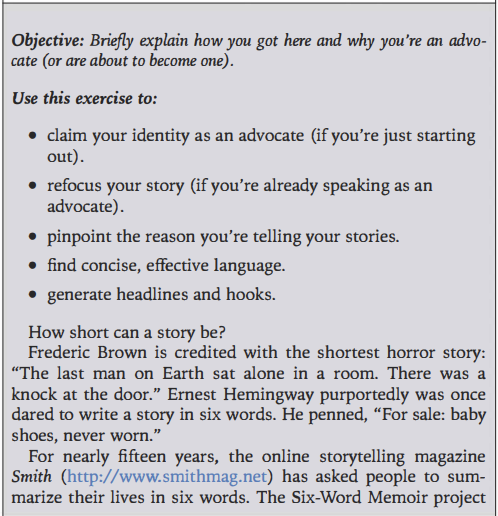 Objective: Briefly explain how you got here and why you’re an advo-
cate (or are about to become one).
Use this exercise to:
• claim your identity as an advocate (if you’re just starting
out).
• refocus your story (if you’re already speaking as an
advocate).
• pinpoint the reason you’re telling your stories.
• find concise, effective language.
• generate headlines and hooks.
How short can a story be?
Frederic Brown is credited with the shortest horror story:
“The last man on Earth sat alone in a room. There was a
knock at the door.” Ernest Hemingway purportedly was once
dared to write a story in six words. He penned, “For sale: baby
shoes, never worn.”
For nearly fifteen years, the online storytelling magazine
Smith (http://www.smithmag.net) has asked people to sum-
marize their lives in six words. The Six-Word Memoir project